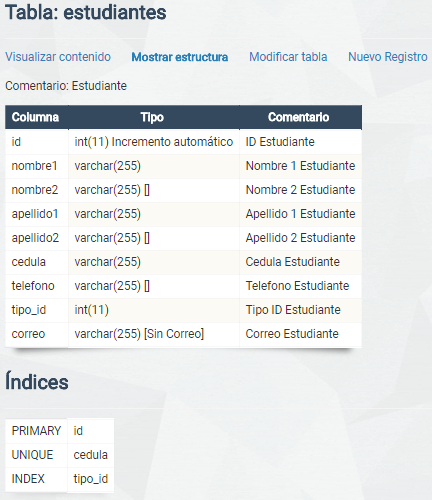 Tabla: estudiantes
Visualizar contenido Mostrar estructura Modificar tabla Nuevo Registro
Comentario: Estudiante
Columna Tipo Comentario
id int(11) Incremento automático ID Estudiante
nombre1 varchar(255) Nombre 1 Estudiante
nombre2 varchar(255) [] Nombre 2 Estudiante
apellido1 varchar(255) Apellido 1 Estudiante
apellido2 varchar(255) [] Apellido 2 Estudiante
cedula varchar(255) Cedula Estudiante
telefono varchar(255) [] Telefono Estudiante
tipo_id int(11) Tipo ID Estudiante
correo varchar(255) [Sin Correo] Correo Estudiante
Índices
PRIMARY id
UNIQUE cedula
INDEX tipo_id